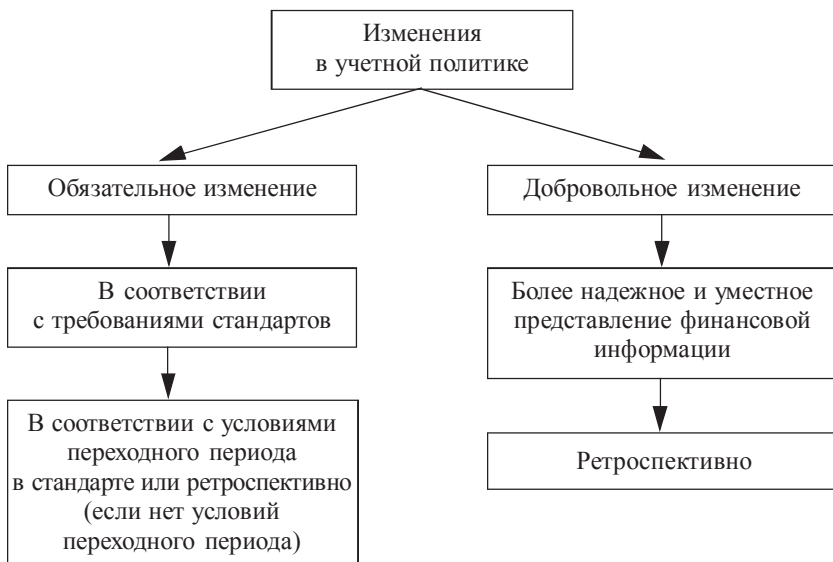 Изменения
в учетной политике
Обязательное изменение
Добровольное изменение
В соответствии
с требованиями стандартов
Более надежное и уместное
представление финансовой
информации
В соответствии с условиями
переходного периода
в стандарте или ретроспективно
(если нет условий
переходного периода)
Ретроспективно